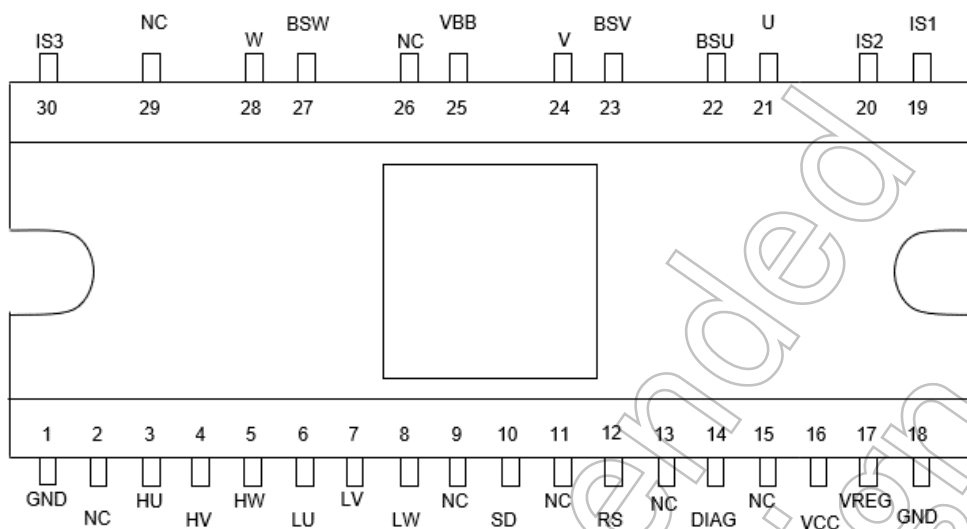 NC BSW VBB BSV U IS1
IS3 W NC V BSU IS2
30 29 28 27 26 25 24 23 22 21 20 19
1 2 3 4 5 6 7 8 9 10 11 12 13 14 15 16 17 18
GND HU HW LV NC NC NC NC VREG
NC HV LU LW SD RS DIAG VCC GND
ended